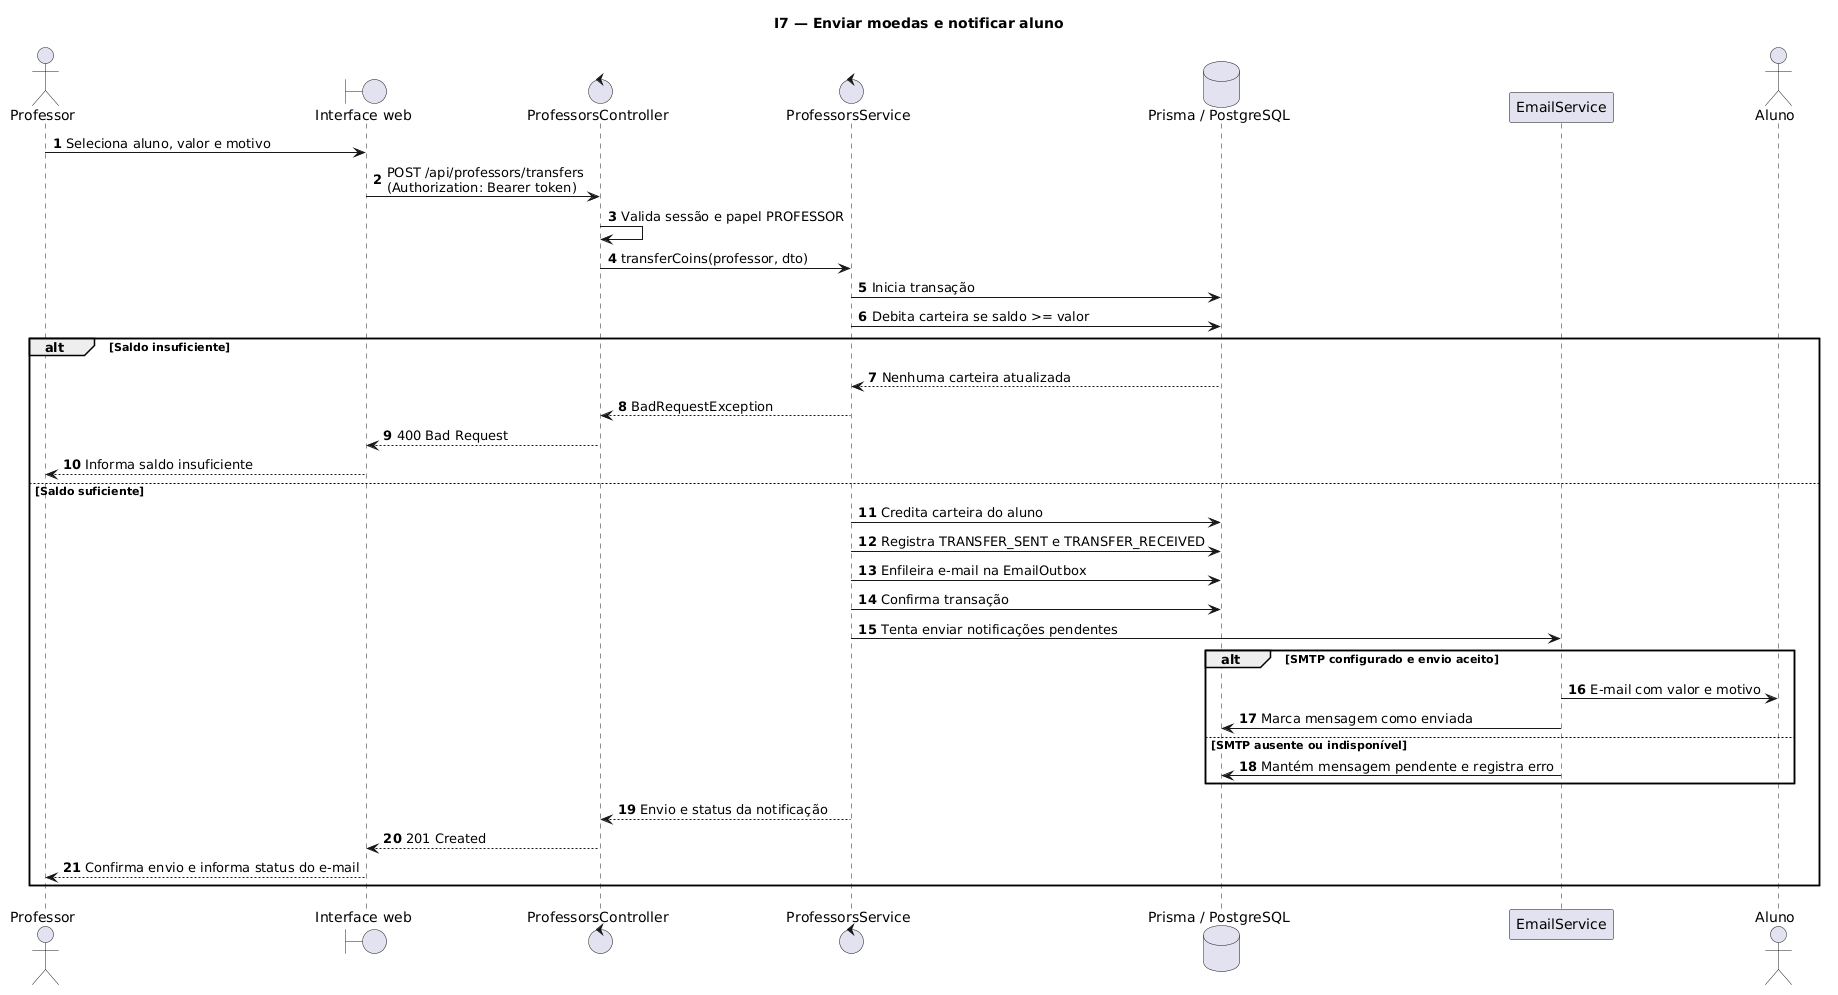 I7 — Enviar moedas e notificar aluno
Professor
Interface web
ProfessorsController
ProfessorsService
Prisma / PostgreSQL
EmailService
Aluno
1 Seleciona aluno, valor e motivo
2 POST /api/professors/transfers
(Authorization: Bearer token)
3 Valida sessão e papel PROFESSOR
4 transferCoins(professor, dto)
5 Inicia transação
6 Debita carteira se saldo >= valor
alt [Saldo insuficiente]
7 Nenhuma carteira atualizada
8 BadRequestException
9 400 Bad Request
10 Informa saldo insuficiente
[Saldo suficiente]
11 Credita carteira do aluno
12 Registra TRANSFER_SENT e TRANSFER_RECEIVED
13 Enfileira e-mail na EmailOutbox
14 Confirma transação
15 Tenta enviar notificações pendentes
alt [SMTP configurado e envio aceito]
16 E-mail com valor e motivo
17 Marca mensagem como enviada
[SMTP ausente ou indisponível]
18 Mantém mensagem pendente e registra erro
19 Envio e status da notificação
20 201 Created
21 Confirma envio e informa status do e-mail
Professor
Interface web
ProfessorsController
ProfessorsService
Prisma / PostgreSQL
EmailService
Aluno